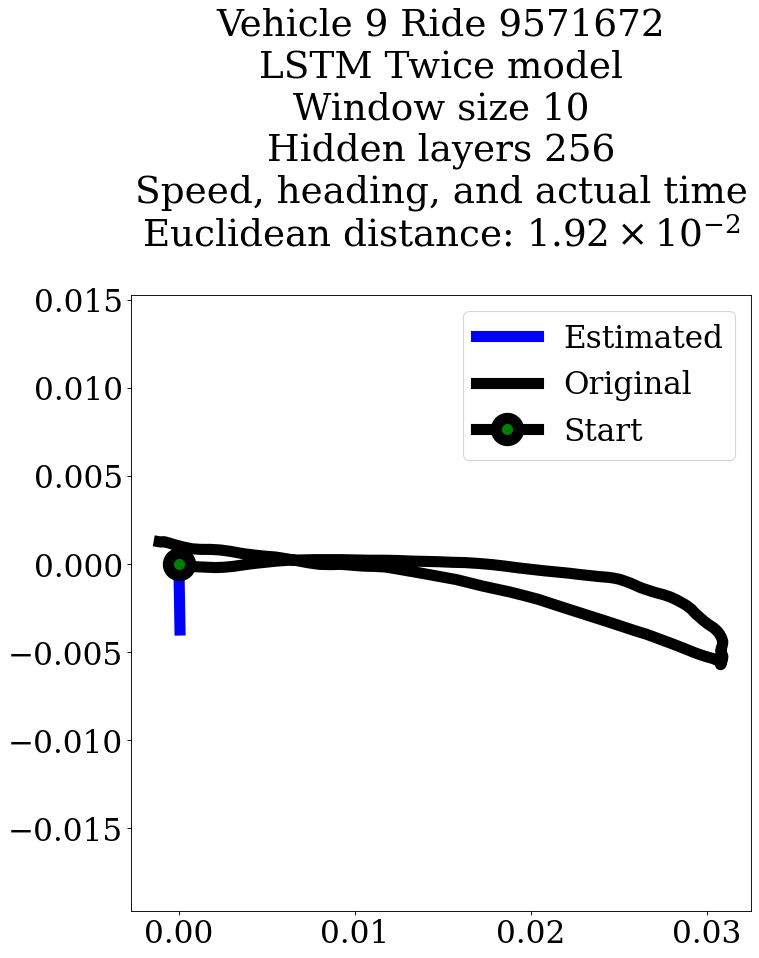 Vehicle 9 Ride 9571672
LSTM Twice model
Window size 10
Hidden layers 256
Speed, heading, and actual time
Euclidean distance: 1.92 × 10⁻²
0.015
0.010
0.005
0.000
−0.005
−0.010
−0.015
Estimated
Original
Start
0.00 0.01 0.02 0.03